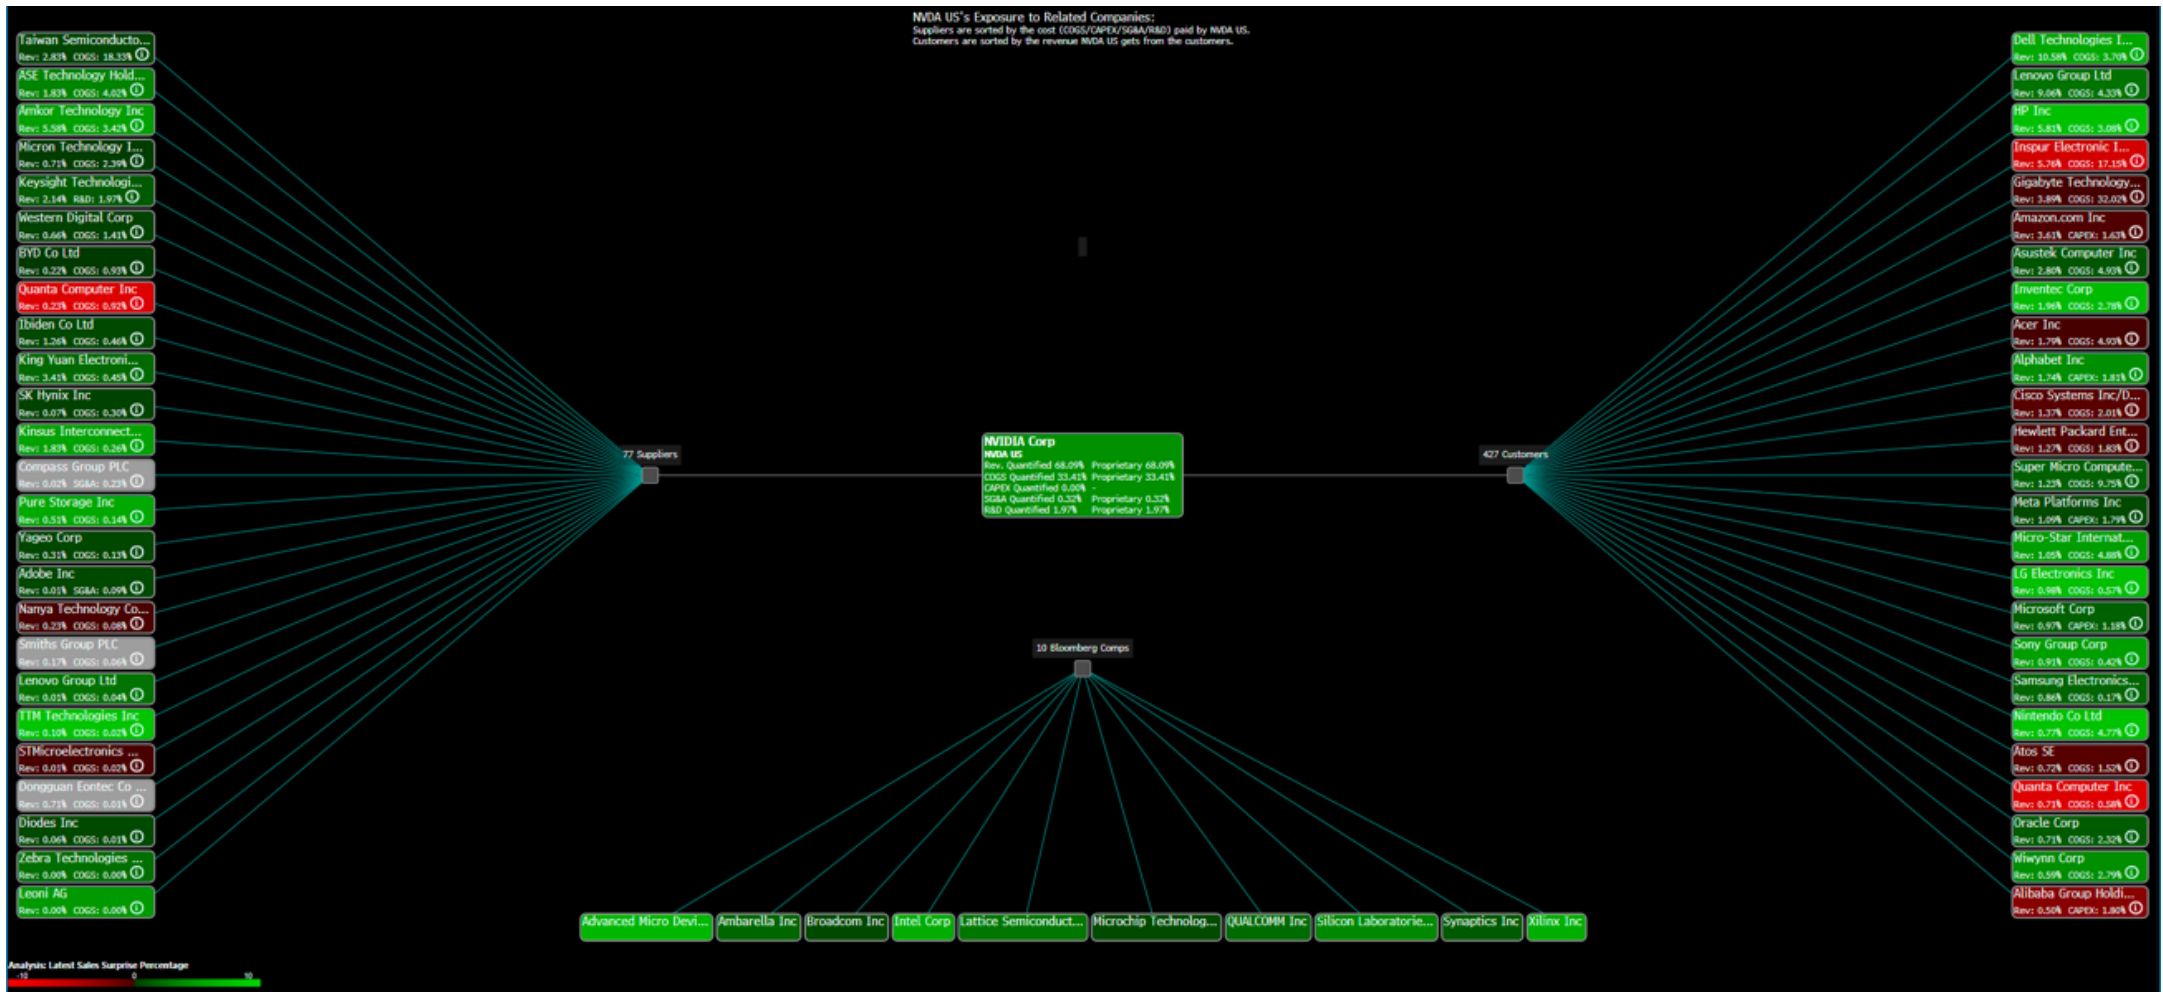 NVDA US's Exposure to Related Companies:
Suppliers are sorted by the cost (COGS/CAPEX/SG&A/R&D) paid by NVDA US.
Customers are sorted by the revenue NVDA US gets from the customers.
Taiwan Semiconducto...
Rev: 2.83% COGS: 18.33%
ASE Technology Hold...
Rev: 1.83% COGS: 4.02%
Amkor Technology Inc
Rev: 5.58% COGS: 3.42%
Micron Technology I...
Rev: 0.71% COGS: 2.39%
Keysight Technologi...
Rev: 2.14% R&D: 1.97%
Western Digital Corp
Rev: 0.66% COGS: 1.41%
BYD Co Ltd
Rev: 0.22% COGS: 0.93%
Quanta Computer Inc
Rev: 0.23% COGS: 0.92%
Ibiden Co Ltd
Rev: 1.26% COGS: 0.46%
King Yuan Electroni...
Rev: 3.41% COGS: 0.45%
SK Hynix Inc
Rev: 0.07% COGS: 0.30%
Kinsus Interconnect...
Rev: 1.83% COGS: 0.26%
Compass Group PLC
Rev: 0.02% SG&A: 0.23%
Pure Storage Inc
Rev: 0.51% COGS: 0.14%
Yageo Corp
Rev: 0.31% COGS: 0.13%
Adobe Inc
Rev: 0.01% SG&A: 0.09%
Nanya Technology Co...
Rev: 0.23% COGS: 0.08%
Smiths Group PLC
Rev: 0.17% COGS: 0.06%
Lenovo Group Ltd
Rev: 0.01% COGS: 0.04%
TTM Technologies Inc
Rev: 0.10% COGS: 0.02%
STMicroelectronics ...
Rev: 0.01% COGS: 0.02%
Dongguan Eontec Co ...
Rev: 0.71% COGS: 0.01%
Diodes Inc
Rev: 0.06% COGS: 0.01%
Zebra Technologies ...
Rev: 0.00% COGS: 0.00%
Leoni AG
Rev: 0.00% COGS: 0.00%
77 Suppliers
NVIDIA Corp
NVDA US
Rev. Quantified 68.09% Proprietary 68.09%
COGS Quantified 33.41% Proprietary 33.41%
CAPEX Quantified 0.00% -
SG&A Quantified 0.32% Proprietary 0.32%
R&D Quantified 1.97% Proprietary 1.97%
427 Customers
Dell Technologies I...
Rev: 10.58% COGS: 3.70%
Lenovo Group Ltd
Rev: 9.06% COGS: 4.33%
HP Inc
Rev: 5.81% COGS: 3.08%
Inspur Electronic I...
Rev: 5.76% COGS: 17.15%
Gigabyte Technology...
Rev: 3.89% COGS: 32.02%
Amazon.com Inc
Rev: 3.61% CAPEX: 1.63%
Asustek Computer Inc
Rev: 2.80% COGS: 4.93%
Inventec Corp
Rev: 1.96% COGS: 2.78%
Acer Inc
Rev: 1.79% COGS: 4.93%
Alphabet Inc
Rev: 1.74% CAPEX: 1.81%
Cisco Systems Inc/D...
Rev: 1.37% COGS: 2.01%
Hewlett Packard Ent...
Rev: 1.27% COGS: 1.83%
Super Micro Compute...
Rev: 1.23% COGS: 9.75%
Meta Platforms Inc
Rev: 1.09% CAPEX: 1.79%
Micro-Star Internat...
Rev: 1.05% COGS: 4.88%
LG Electronics Inc
Rev: 0.98% COGS: 0.57%
Microsoft Corp
Rev: 0.97% CAPEX: 1.18%
Sony Group Corp
Rev: 0.91% COGS: 0.42%
Samsung Electronics...
Rev: 0.86% COGS: 0.17%
Nintendo Co Ltd
Rev: 0.77% COGS: 4.77%
Atos SE
Rev: 0.72% COGS: 1.52%
Quanta Computer Inc
Rev: 0.71% COGS: 0.58%
Oracle Corp
Rev: 0.71% COGS: 2.32%
Wiwynn Corp
Rev: 0.59% COGS: 2.79%
Alibaba Group Holdi...
Rev: 0.50% CAPEX: 1.80%
10 Bloomberg Comps
Advanced Micro Devi...
Ambarella Inc
Broadcom Inc
Intel Corp
Lattice Semiconduct...
Microchip Technolog...
QUALCOMM Inc
Silicon Laboratorie...
Synaptics Inc
Xilinx Inc
Analysis: Latest Sales Surprise Percentage
-10 0 10